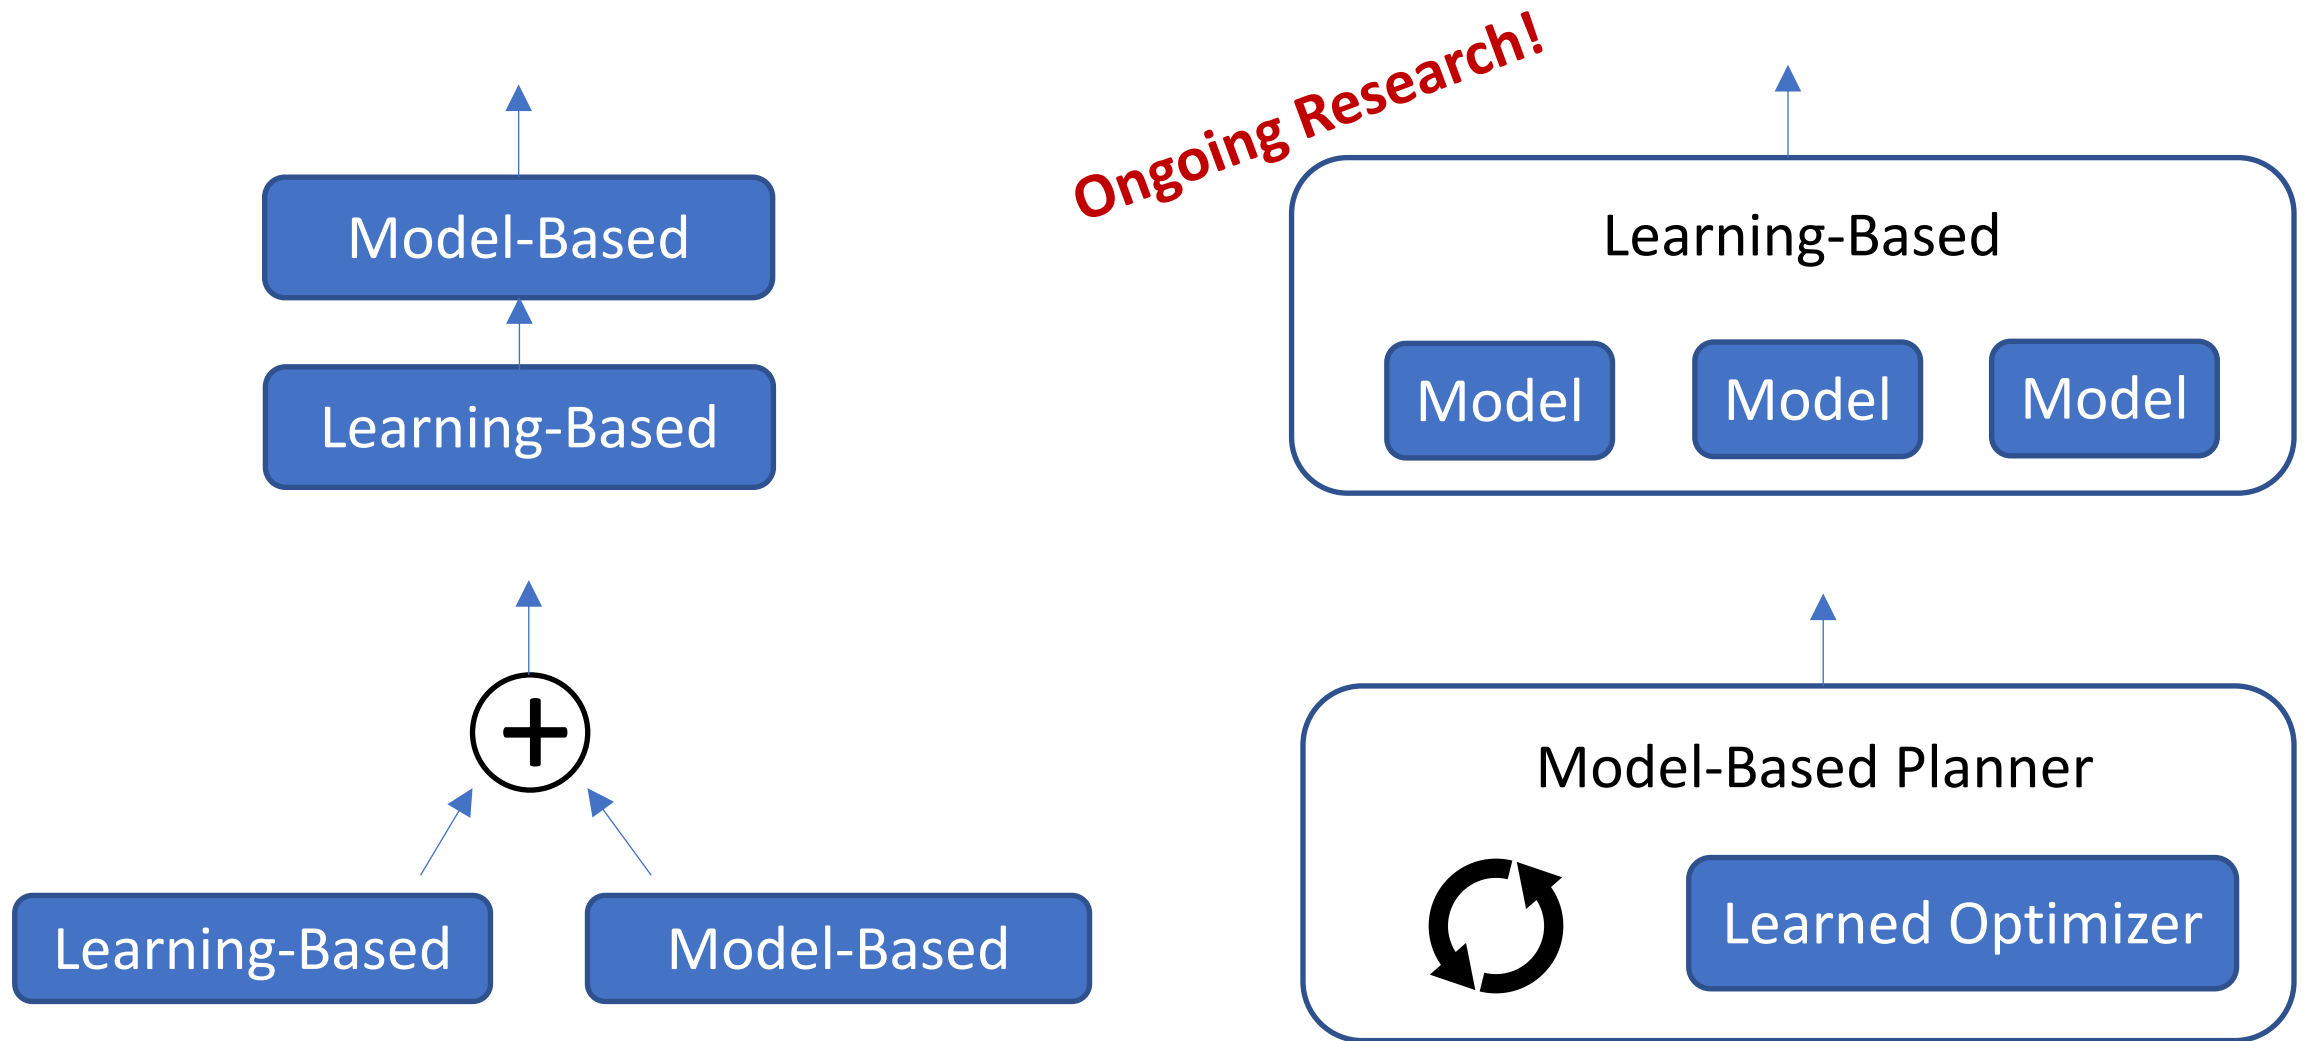 Ongoing Research!
Model-Based
Learning-Based
Learning-Based
Model
Model
Model
+
Learning-Based
Model-Based
Model-Based Planner
Learned Optimizer